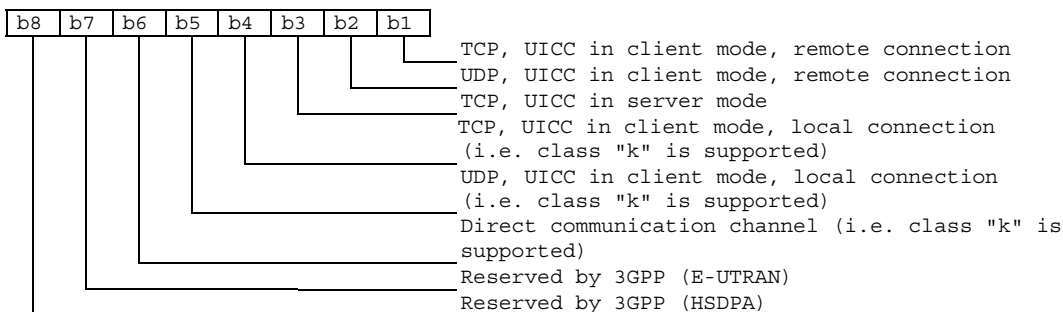 b8 b7 b6 b5 b4 b3 b2 b1
TCP, UICC in client mode, remote connection
UDP, UICC in client mode, remote connection
TCP, UICC in server mode
TCP, UICC in client mode, local connection
(i.e. class "k" is supported)
UDP, UICC in client mode, local connection
(i.e. class "k" is supported)
Direct communication channel (i.e. class "k" is
supported)
Reserved by 3GPP (E-UTRAN)
Reserved by 3GPP (HSDPA)